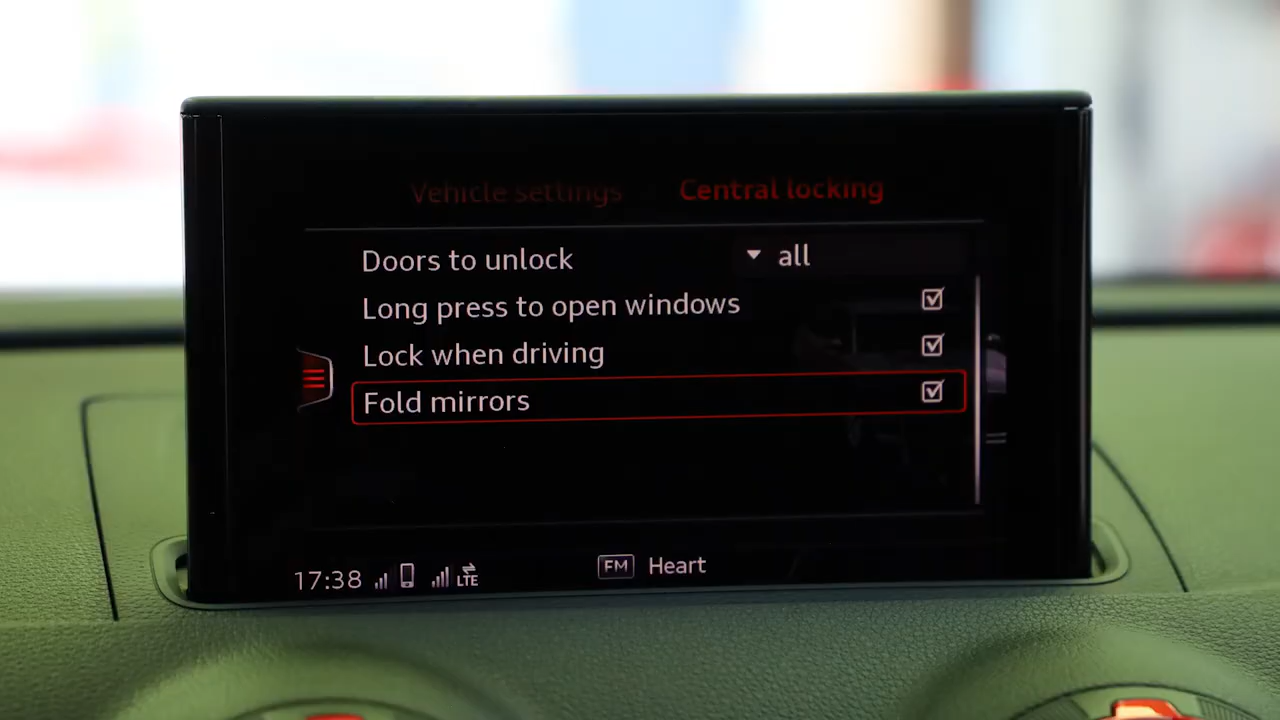 Vehicle settings Central locking
Doors to unlock all
Long press to open windows
Lock when driving
Fold mirrors
17:38 LTE FM Heart